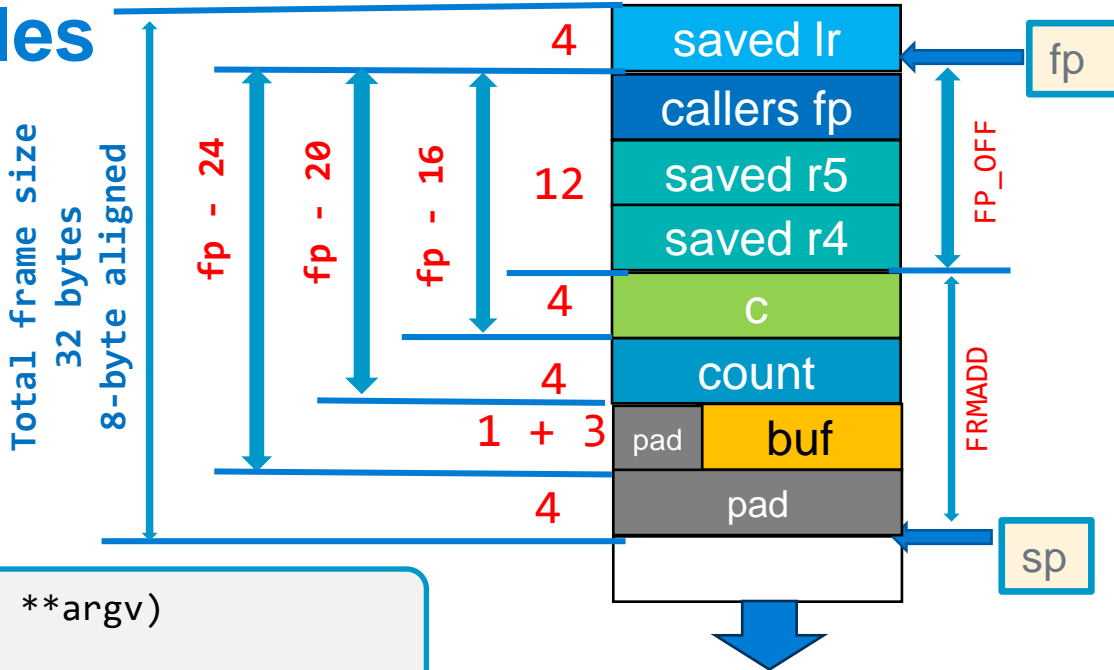 les
Total frame size
32 bytes
8-byte aligned
fp - 24
fp - 20
fp - 16
4
12
4
4
1 + 3
4
saved lr
callers fp
saved r5
saved r4
c
count
pad
buf
pad
fp
FP_OFF
FRMADD
sp
**argv)